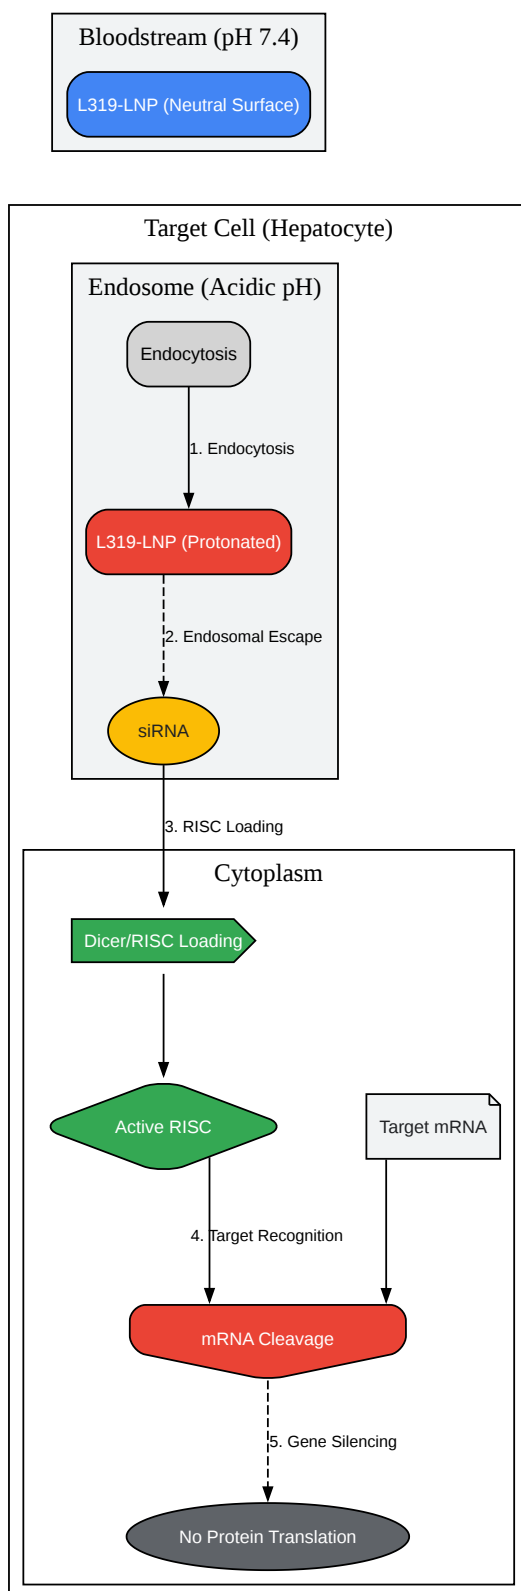 Bloodstream (pH 7.4)
L319-LNP (Neutral Surface)
Target Cell (Hepatocyte)
Endosome (Acidic pH)
Endocytosis
1. Endocytosis
L319-LNP (Protonated)
2. Endosomal Escape
siRNA
3. RISC Loading
Cytoplasm
Dicer/RISC Loading
Active RISC
Target mRNA
4. Target Recognition
mRNA Cleavage
5. Gene Silencing
No Protein Translation